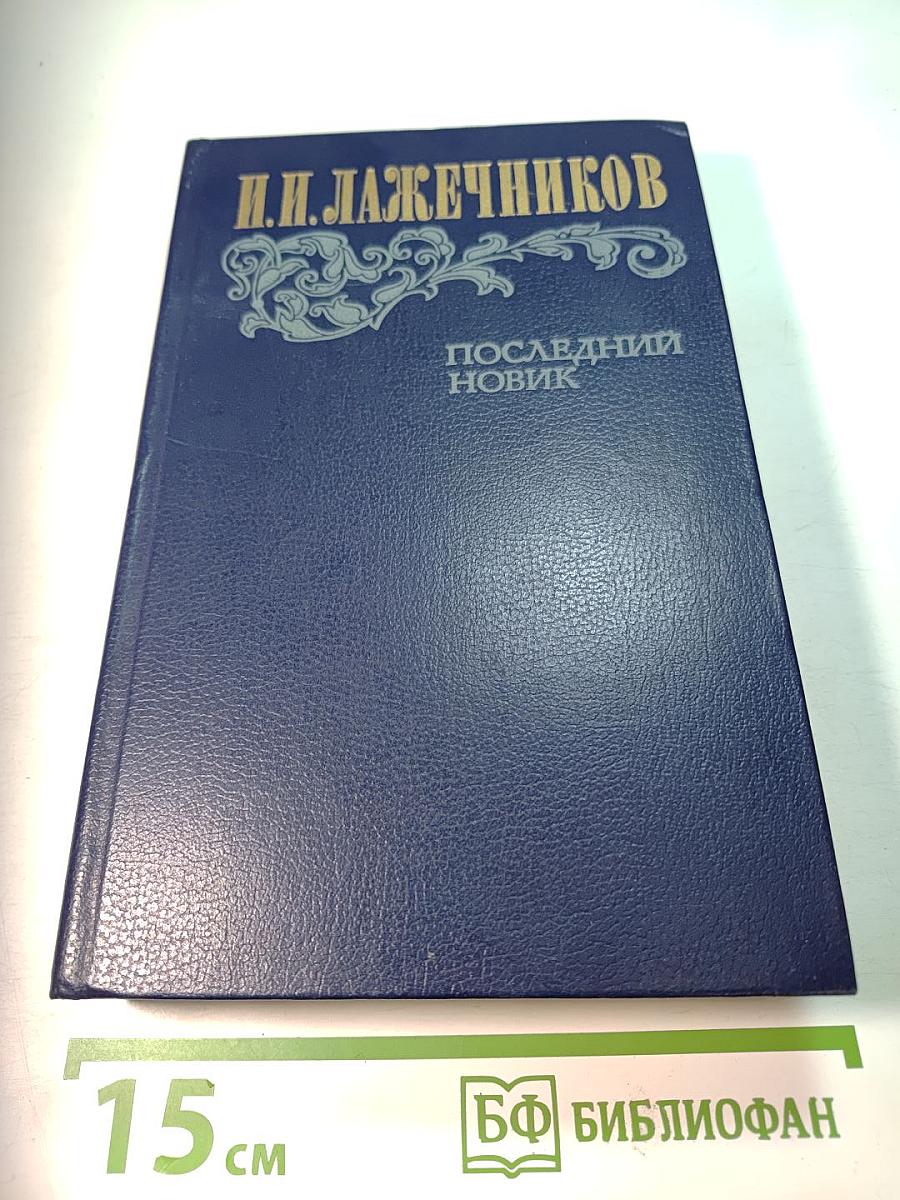 И.И.ЛАЖЕЧНИКОВ
ПОСЛЕДНИЙ
НОВИК
15 см
БФ БИБЛИОФАН